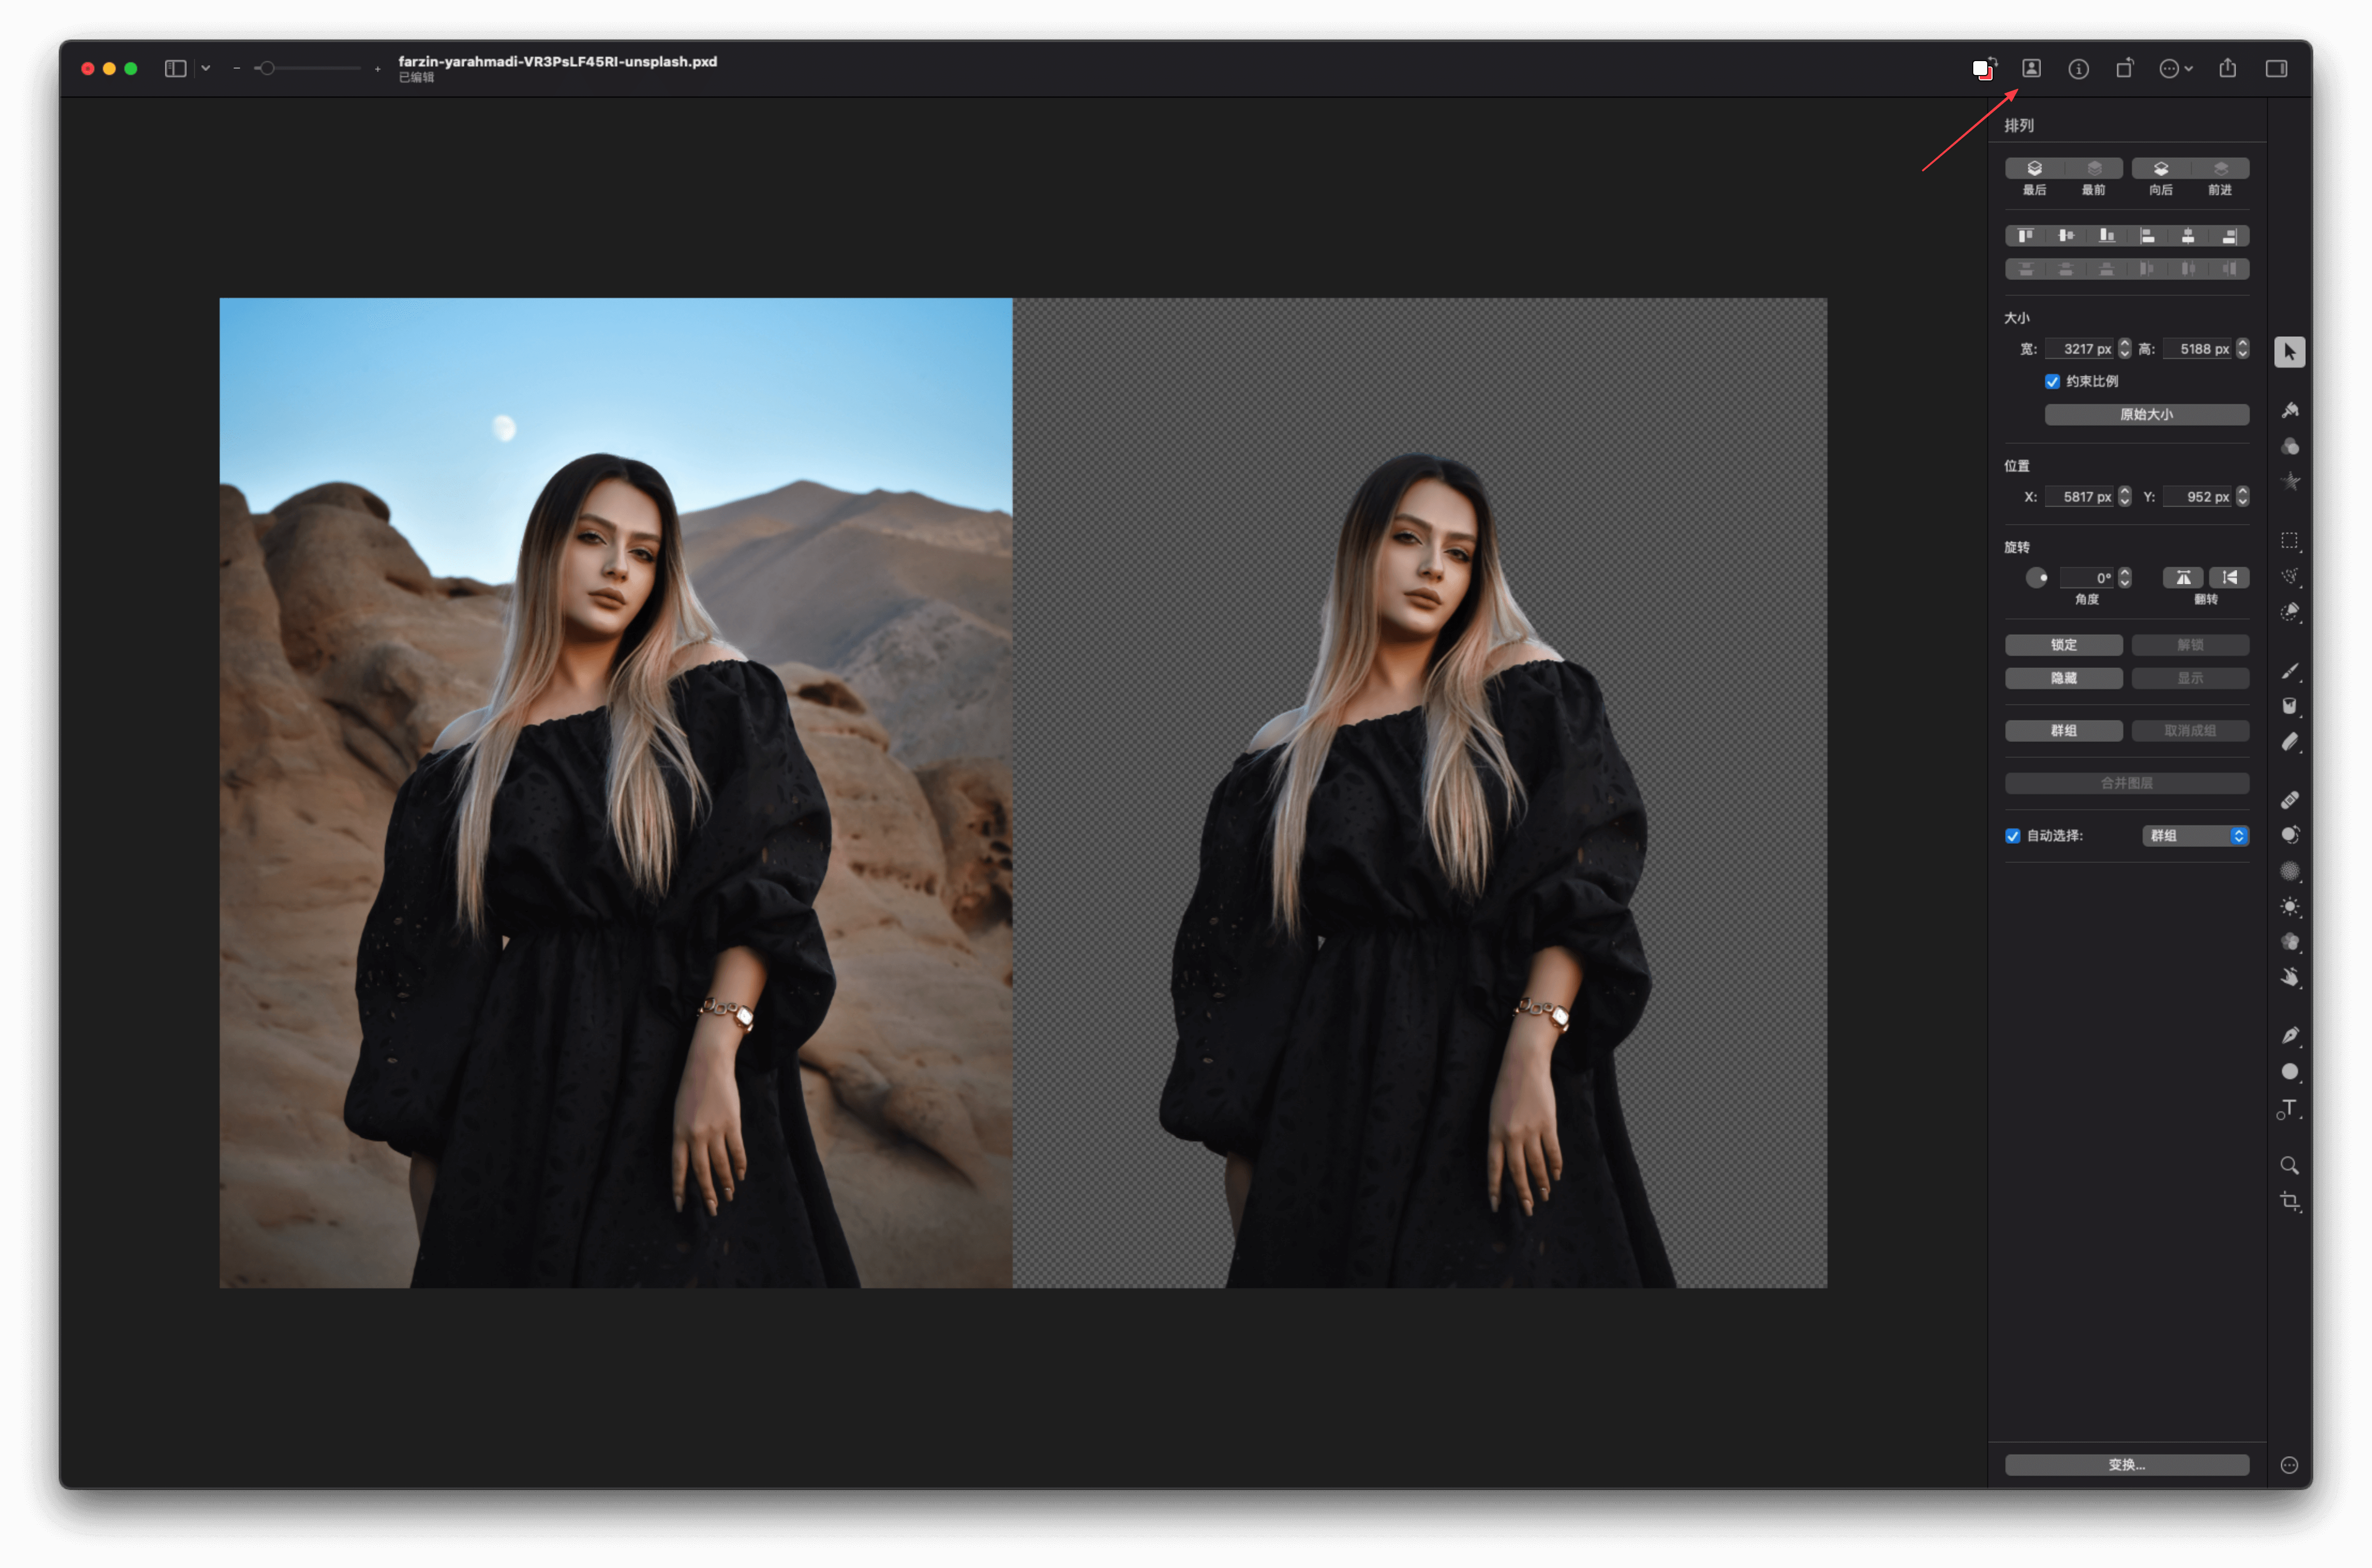 farzin-yarahmadi-VR3PsLF45RI-unsplash.pxd
已编辑
排列
最后 最前 向后 前进
大小
宽: 3217 px 高: 5188 px
约束比例
原始大小
位置
X: 5817 px Y: 952 px
旋转
0°
角度 翻转
锁定 解锁
隐藏 显示
群组 取消成组
合并图层
自动选择: 群组
变换...